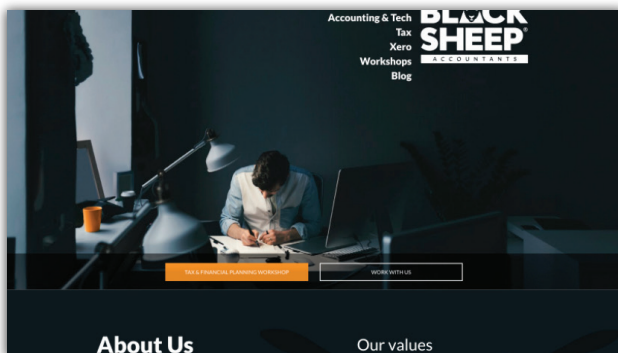 Accounting & Tech
Tax
Xero
Workshops
Blog
BLACK
SHEEP®
ACCOUNTANTS
TAX & FINANCIAL PLANNING WORKSHOP
WORK WITH US
About Us
Our values